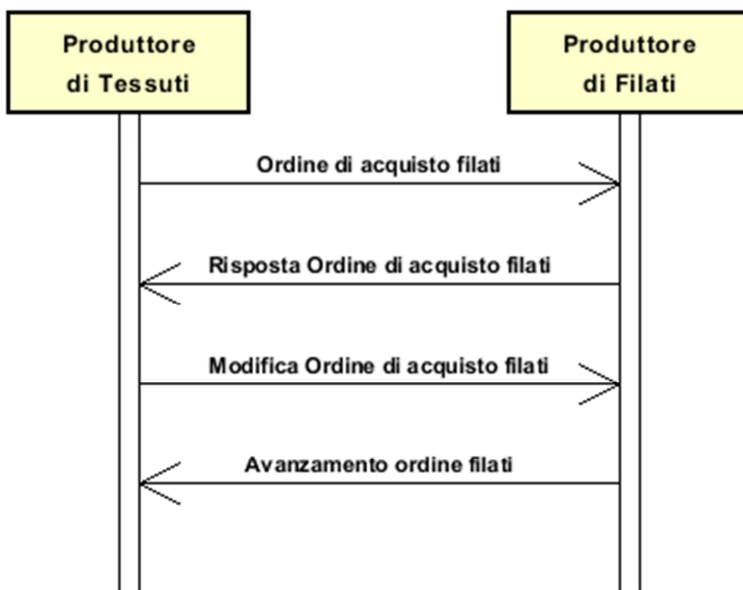 Produttore
di Tessuti
Produttore
di Filati
Ordine di acquisto filati
Risposta Ordine di acquisto filati
Modifica Ordine di acquisto filati
Avanzamento ordine filati